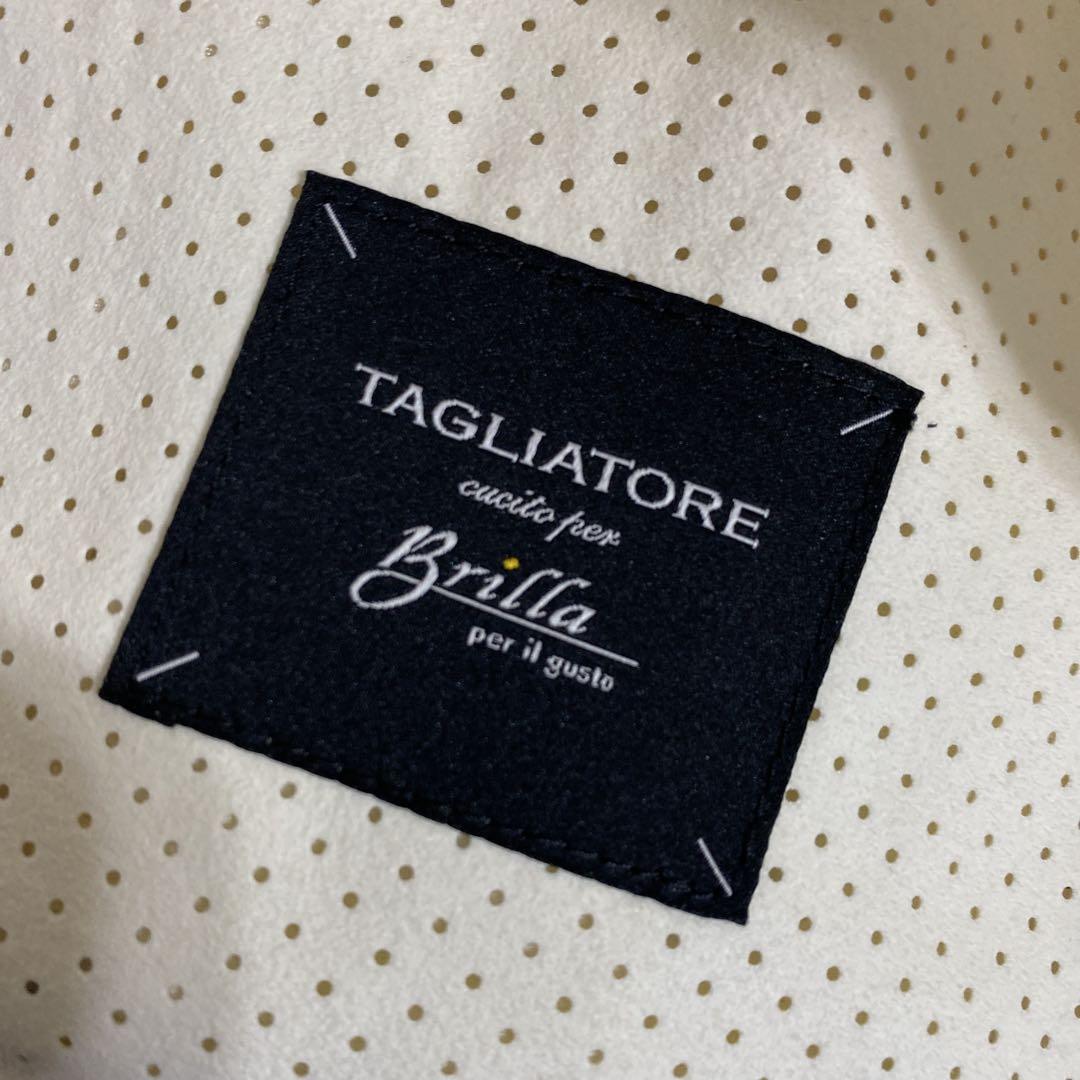 TAGLIATORE
cucito per
Brilla
per il gusto